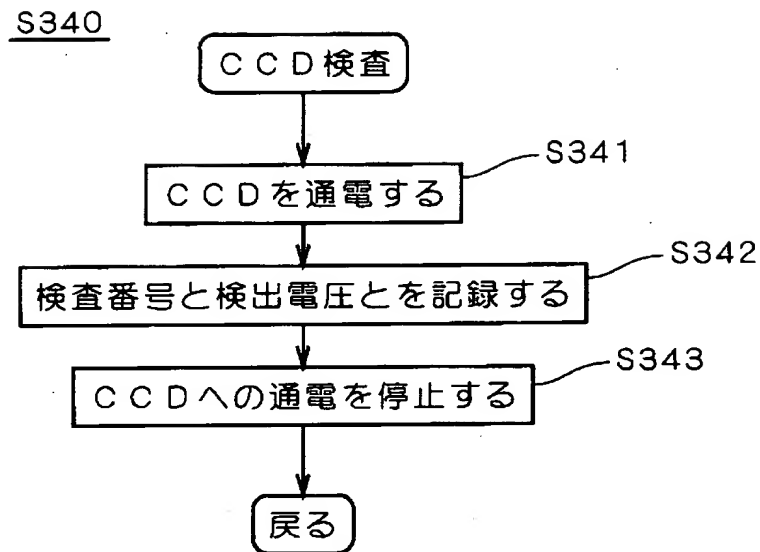 S340
CCD検査
S341
CCDを通電する
S342
検査番号と検出電圧とを記録する
S343
CCDへの通電を停止する
戻る